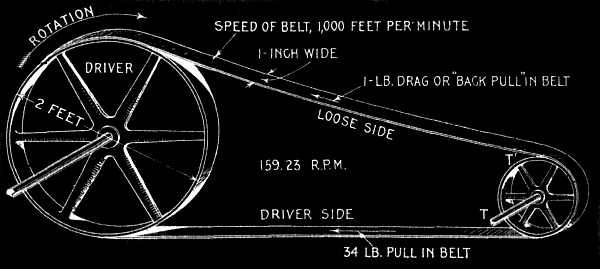 ROTATION
SPEED OF BELT, 1,000 FEET PER MINUTE
1-INCH WIDE
DRIVER
1-LB. DRAG OR "BACK PULL" IN BELT
2 FEET
LOOSE SIDE
159.23 R.P.M.
T'
T
DRIVER SIDE
34 LB. PULL IN BELT